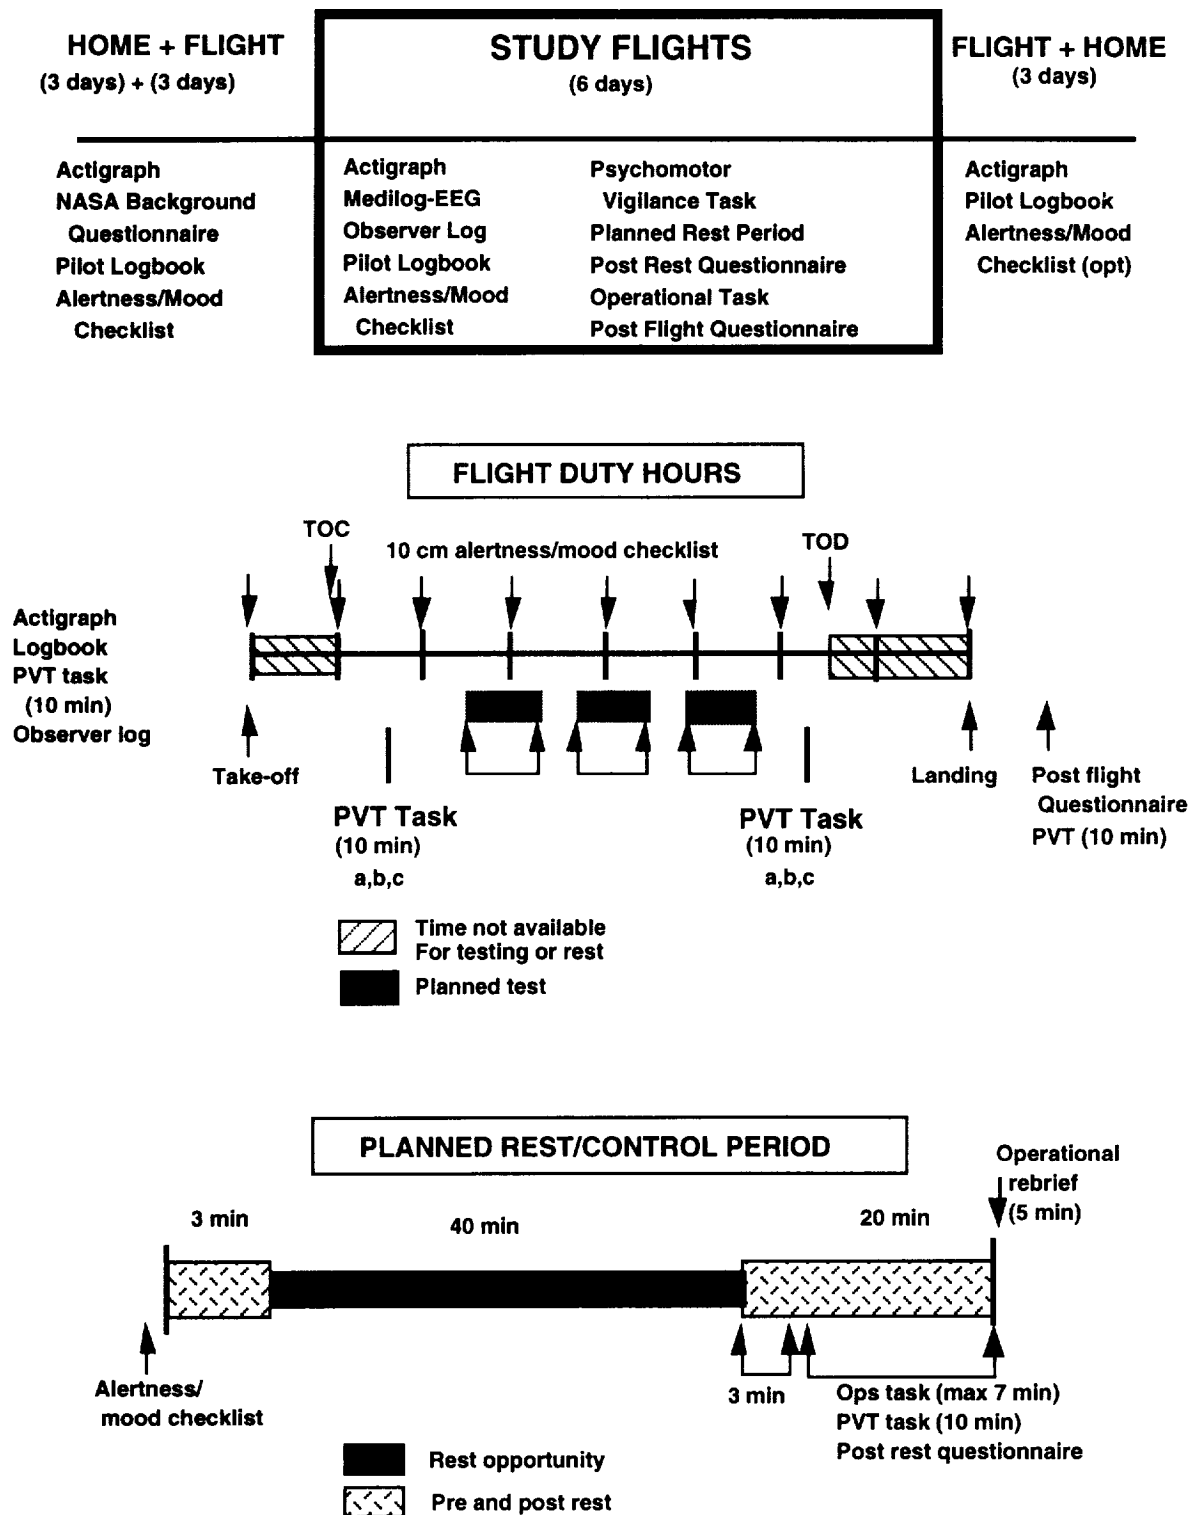 HOME + FLIGHT
(3 days) + (3 days)
STUDY FLIGHTS
(6 days)
FLIGHT + HOME
(3 days)
Actigraph
NASA Background
Questionnaire
Pilot Logbook
Alertness/Mood
Checklist
Actigraph
Medilog-EEG
Observer Log
Pilot Logbook
Alertness/Mood
Checklist
Psychomotor
Vigilance Task
Planned Rest Period
Post Rest Questionnaire
Operational Task
Post Flight Questionnaire
Actigraph
Pilot Logbook
Alertness/Mood
Checklist (opt)
FLIGHT DUTY HOURS
TOC
10 cm alertness/mood checklist
TOD
Actigraph
Logbook
PVT task
(10 min)
Observer log
Take-off
PVT Task
(10 min)
a,b,c
PVT Task
(10 min)
a,b,c
Landing
Post flight
Questionnaire
PVT (10 min)
Time not available
For testing or rest
Planned test
PLANNED REST/CONTROL PERIOD
Operational
rebrief
(5 min)
3 min
40 min
20 min
Alertness/
mood checklist
3 min
Ops task (max 7 min)
PVT task (10 min)
Post rest questionnaire
Rest opportunity
Pre and post rest